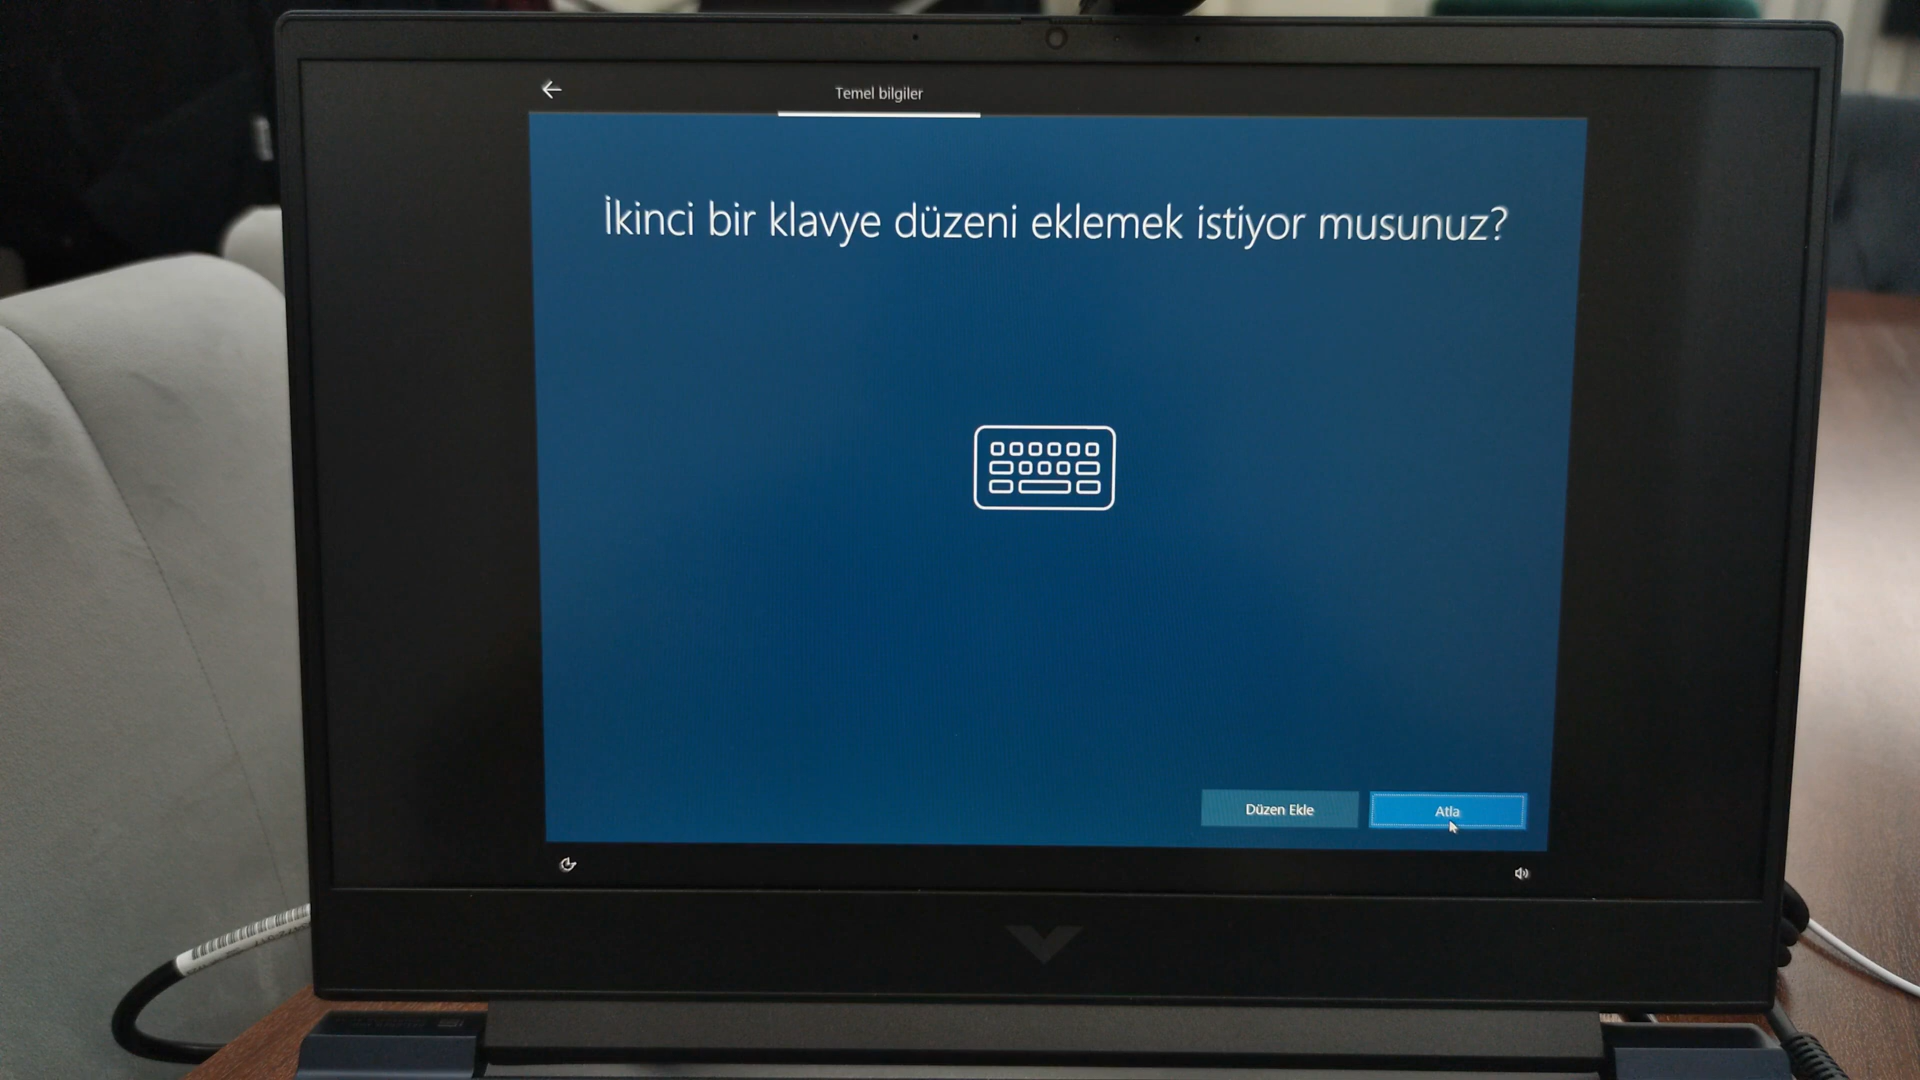 Temel bilgiler
İkinci bir klavye düzeni eklemek istiyor musunuz?
Düzen Ekle
Atla